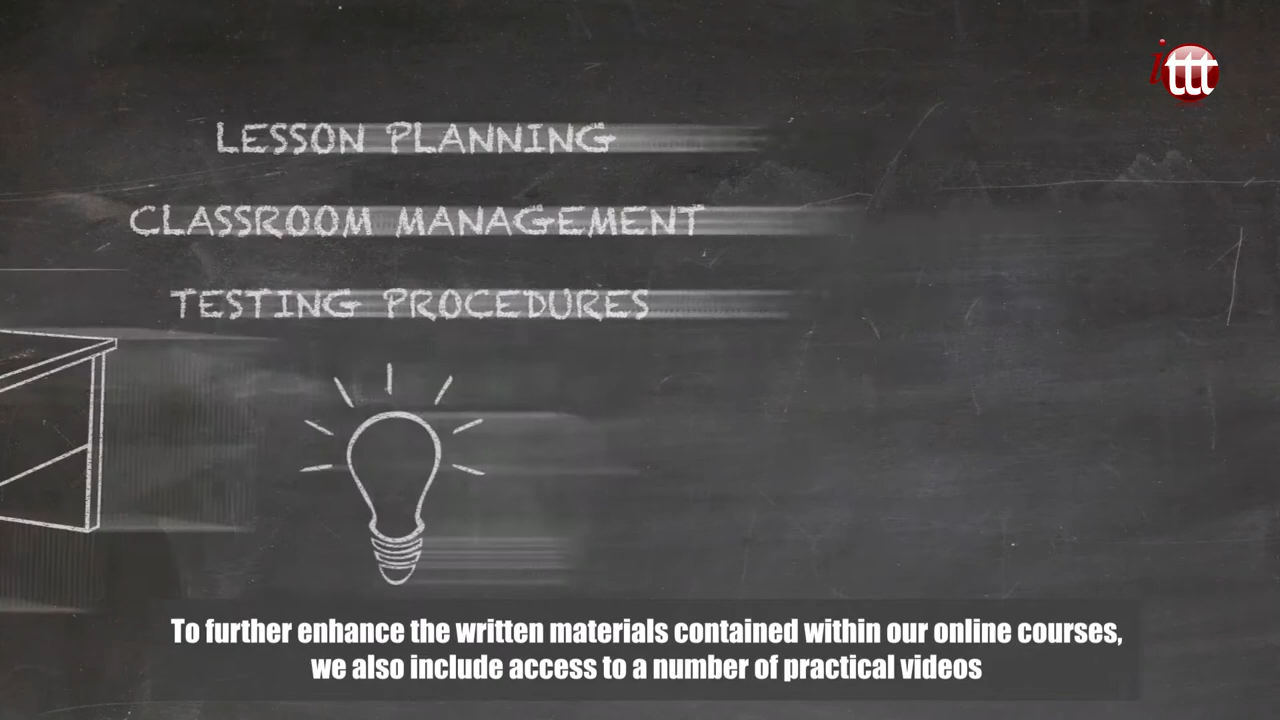 ittt
LESSON PLANNING
CLASSROOM MANAGEMENT
TESTING PROCEDURES
To further enhance the written materials contained within our online courses,
we also include access to a number of practical videos